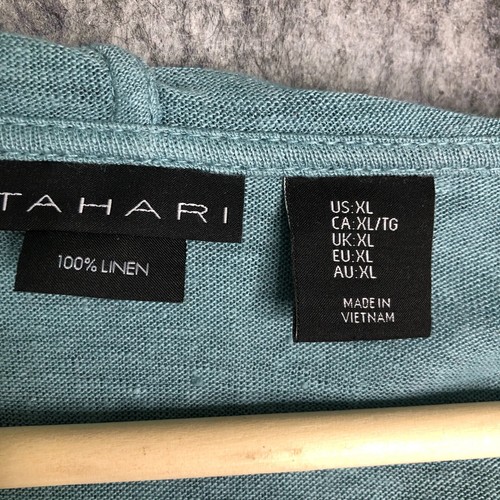 TAHARI
100% LINEN
US:XL
CA:XL/TG
UK:XL
EU:XL
AU:XL
MADE IN
VIETNAM